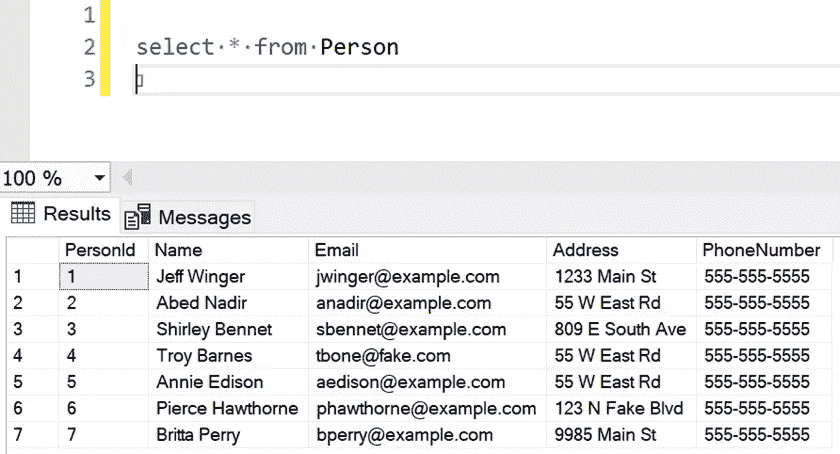 1
2 select * from Person
3
100 %
Results Messages
PersonId Name Email Address PhoneNumber
1 1 Jeff Winger jwinger@example.com 1233 Main St 555-555-5555
2 2 Abed Nadir anadir@example.com 55 W East Rd 555-555-5555
3 3 Shirley Bennet sbennet@example.com 809 E South Ave 555-555-5555
4 4 Troy Barnes tbone@fake.com 55 W East Rd 555-555-5555
5 5 Annie Edison aedison@example.com 55 W East Rd 555-555-5555
6 6 Pierce Hawthorne phawthorne@example.com 123 N Fake Blvd 555-555-5555
7 7 Britta Perry bperry@example.com 9985 Main St 555-555-5555